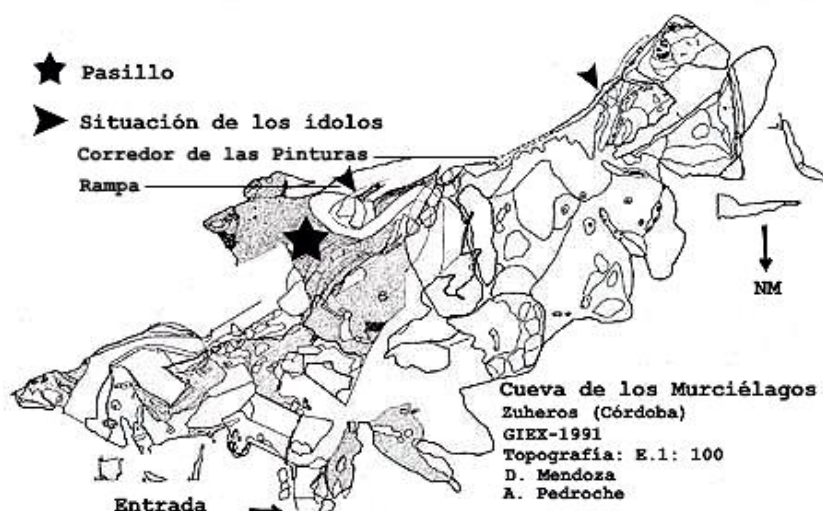 Pasillo
Situación de los ídolos
Corredor de las Pinturas
Rampa
NM
Cueva de los Murciélagos
Zuheros (Córdoba)
GIEX-1991
Topografía: E.1: 100
D. Mendoza
A. Pedroche
Entrada